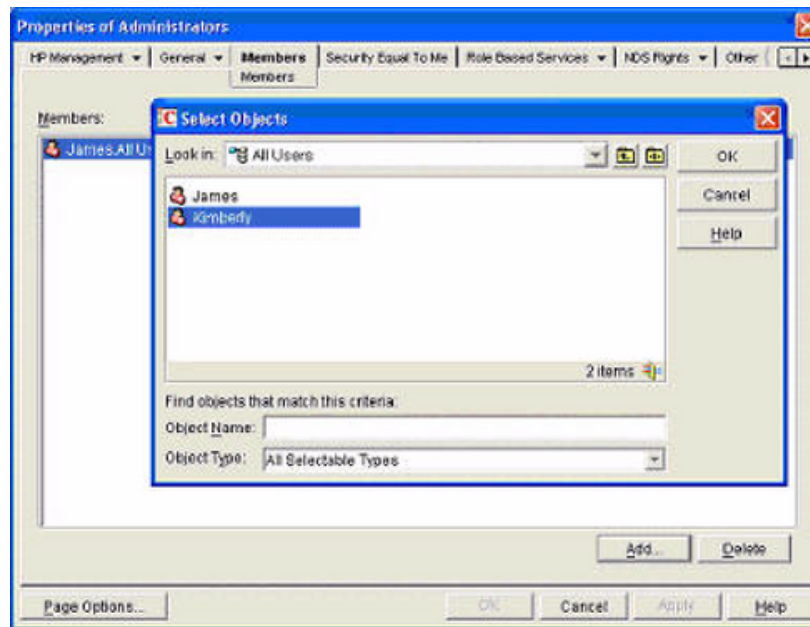 Properties of Administrators
HP Management General Members Security Equal To Me Role Based Services NDS Rights Other
Members
Members:
James.All Us
Select Objects
Look in: All Users
OK
James
Cancel
Kimberly
Help
2 items
Find objects that match this criteria:
Object Name:
Object Type: All Selectable Types
Add... Delete
Page Options... OK Cancel Apply Help